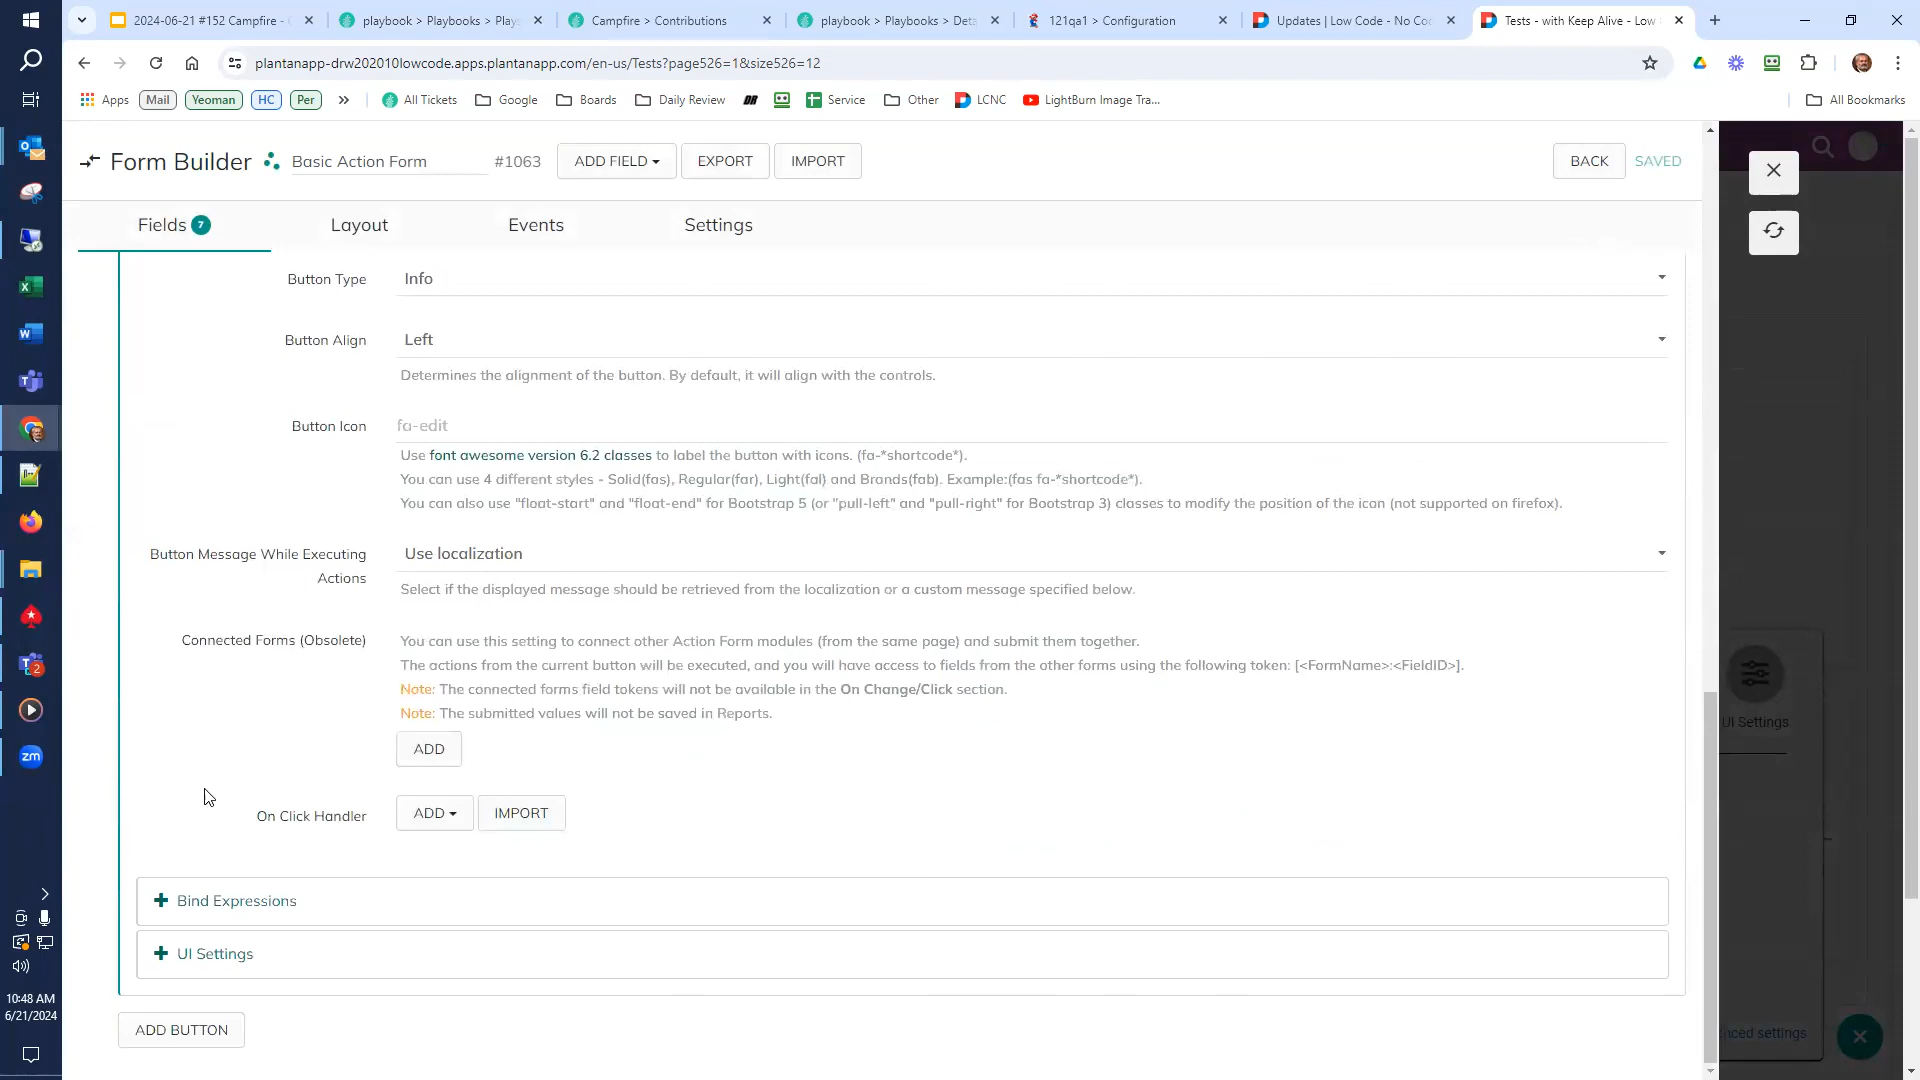 2024-06-21 #152 Campfire -
playbook > Playbooks > Play
Campfire > Contributions
playbook > Playbooks > Deta
121qa1 > Configuration
Updates | Low Code - No Co
Tests - with Keep Alive - Low
plantanapp-drw202010lowcode.apps.plantanapp.com/en-us/Tests?page526=1&size526=12
Apps
Mail
Yeoman
HC
Per
All Tickets
Google
Boards
Daily Review
Service
Other
LCNC
LightBurn Image Tra...
All Bookmarks
Form Builder
Basic Action Form
#1063
ADD FIELD
EXPORT
IMPORT
BACK
SAVED
Fields 7
Layout
Events
Settings
Button Type
Info
Button Align
Left
Determines the alignment of the button. By default, it will align with the controls.
Button Icon
fa-edit
Use font awesome version 6.2 classes to label the button with icons. (fa-*shortcode*).
You can use 4 different styles - Solid(fas), Regular(far), Light(fal) and Brands(fab). Example:(fas fa-*shortcode*).
You can also use "float-start" and "float-end" for Bootstrap 5 (or "pull-left" and "pull-right" for Bootstrap 3) classes to modify the position of the icon (not supported on firefox).
Button Message While Executing
Actions
Use localization
Select if the displayed message should be retrieved from the localization or a custom message specified below.
Connected Forms (Obsolete)
You can use this setting to connect other Action Form modules (from the same page) and submit them together.
The actions from the current button will be executed, and you will have access to fields from the other forms using the following token: [<FormName>:<FieldID>].
Note: The connected forms field tokens will not be available in the On Change/Click section.
Note: The submitted values will not be saved in Reports.
ADD
On Click Handler
ADD
IMPORT
Bind Expressions
UI Settings
ADD BUTTON
UI Settings
nced settings
zm
2
10:48 AM
6/21/2024